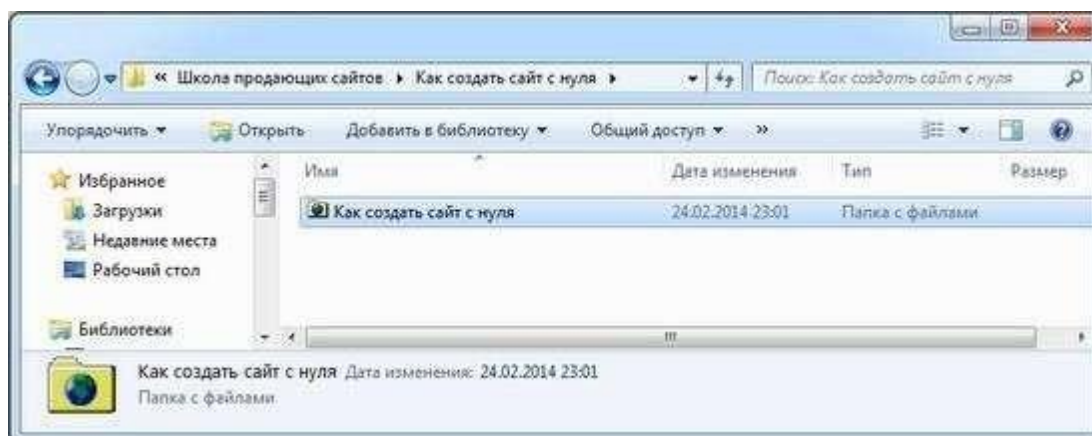 « Школа продающих сайтов ▸ Как создать сайт с нуля ▸ Поиск: Как создать сайт с нуля
Упорядочить Открыть Добавить в библиотеку Общий доступ »
Имя Дата изменения Тип Размер
Как создать сайт с нуля 24.02.2014 23:01 Папка с файлами
Избранное
Загрузки
Недавние места
Рабочий стол
Библиотеки
Как создать сайт с нуля Дата изменения: 24.02.2014 23:01
Папка с файлами